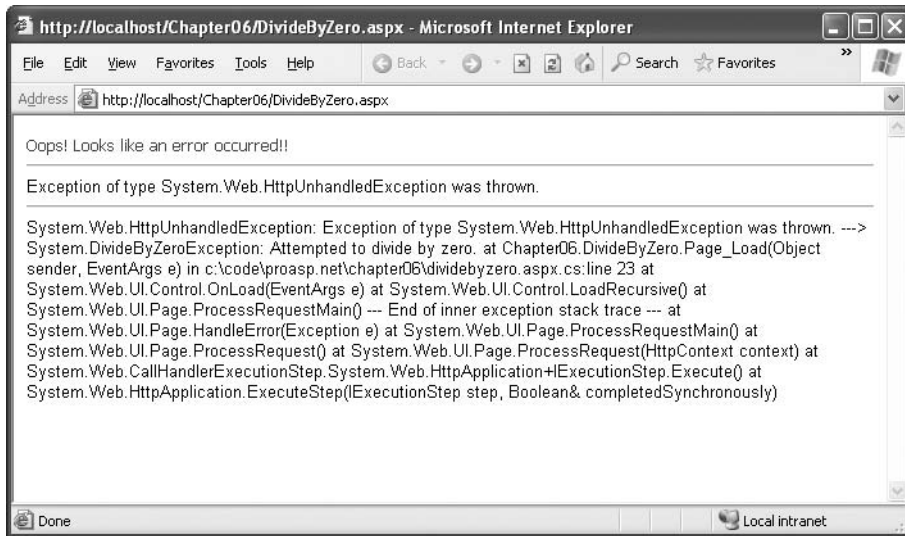 http://localhost/Chapter06/DivideByZero.aspx - Microsoft Internet Explorer
File Edit View Favorites Tools Help Back Search Favorites »
Address http://localhost/Chapter06/DivideByZero.aspx
Oops! Looks like an error occurred!!
Exception of type System.Web.HttpUnhandledException was thrown.
System.Web.HttpUnhandledException: Exception of type System.Web.HttpUnhandledException was thrown. --->
System.DivideByZeroException: Attempted to divide by zero. at Chapter06.DivideByZero.Page_Load(Object
sender, EventArgs e) in c:\code\proasp.net\chapter06\dividebyzero.aspx.cs:line 23 at
System.Web.UI.Control.OnLoad(EventArgs e) at System.Web.UI.Control.LoadRecursive() at
System.Web.UI.Page.ProcessRequestMain() --- End of inner exception stack trace --- at
System.Web.UI.Page.HandleError(Exception e) at System.Web.UI.Page.ProcessRequestMain() at
System.Web.UI.Page.ProcessRequest() at System.Web.UI.Page.ProcessRequest(HttpContext context) at
System.Web.CallHandlerExecutionStep.System.Web.HttpApplication+IExecutionStep.Execute() at
System.Web.HttpApplication.ExecuteStep(IExecutionStep step, Boolean& completedSynchronously)
Done Local intranet